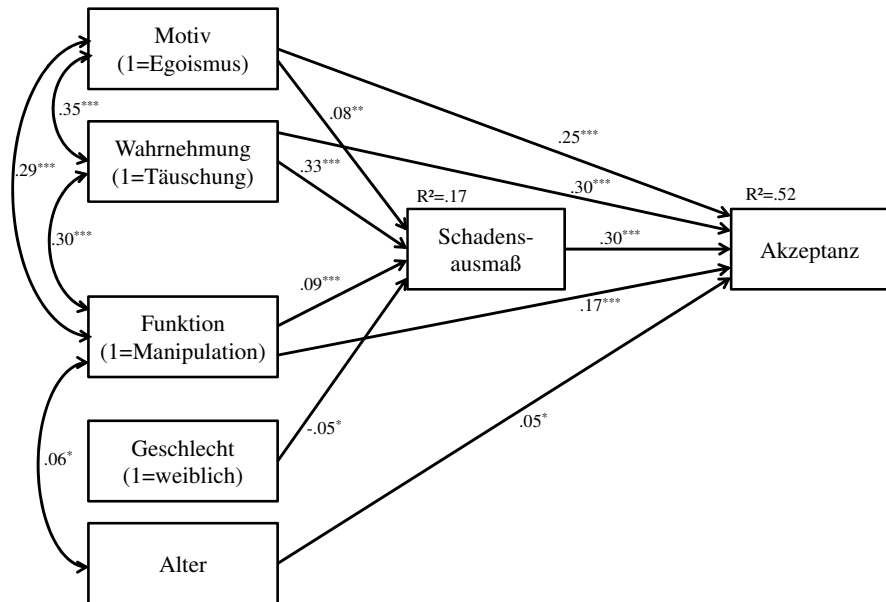 Motiv
(1=Egoismus)
.08**
.35***
.25***
Wahrnehmung
(1=Täuschung)
.29***
.33***
.30***
R²=.17
R²=.52
Schadens-
ausmaß
.30***
Akzeptanz
.30***
.09***
.17***
Funktion
(1=Manipulation)
-.05*
.05*
Geschlecht
(1=weiblich)
.06*
Alter